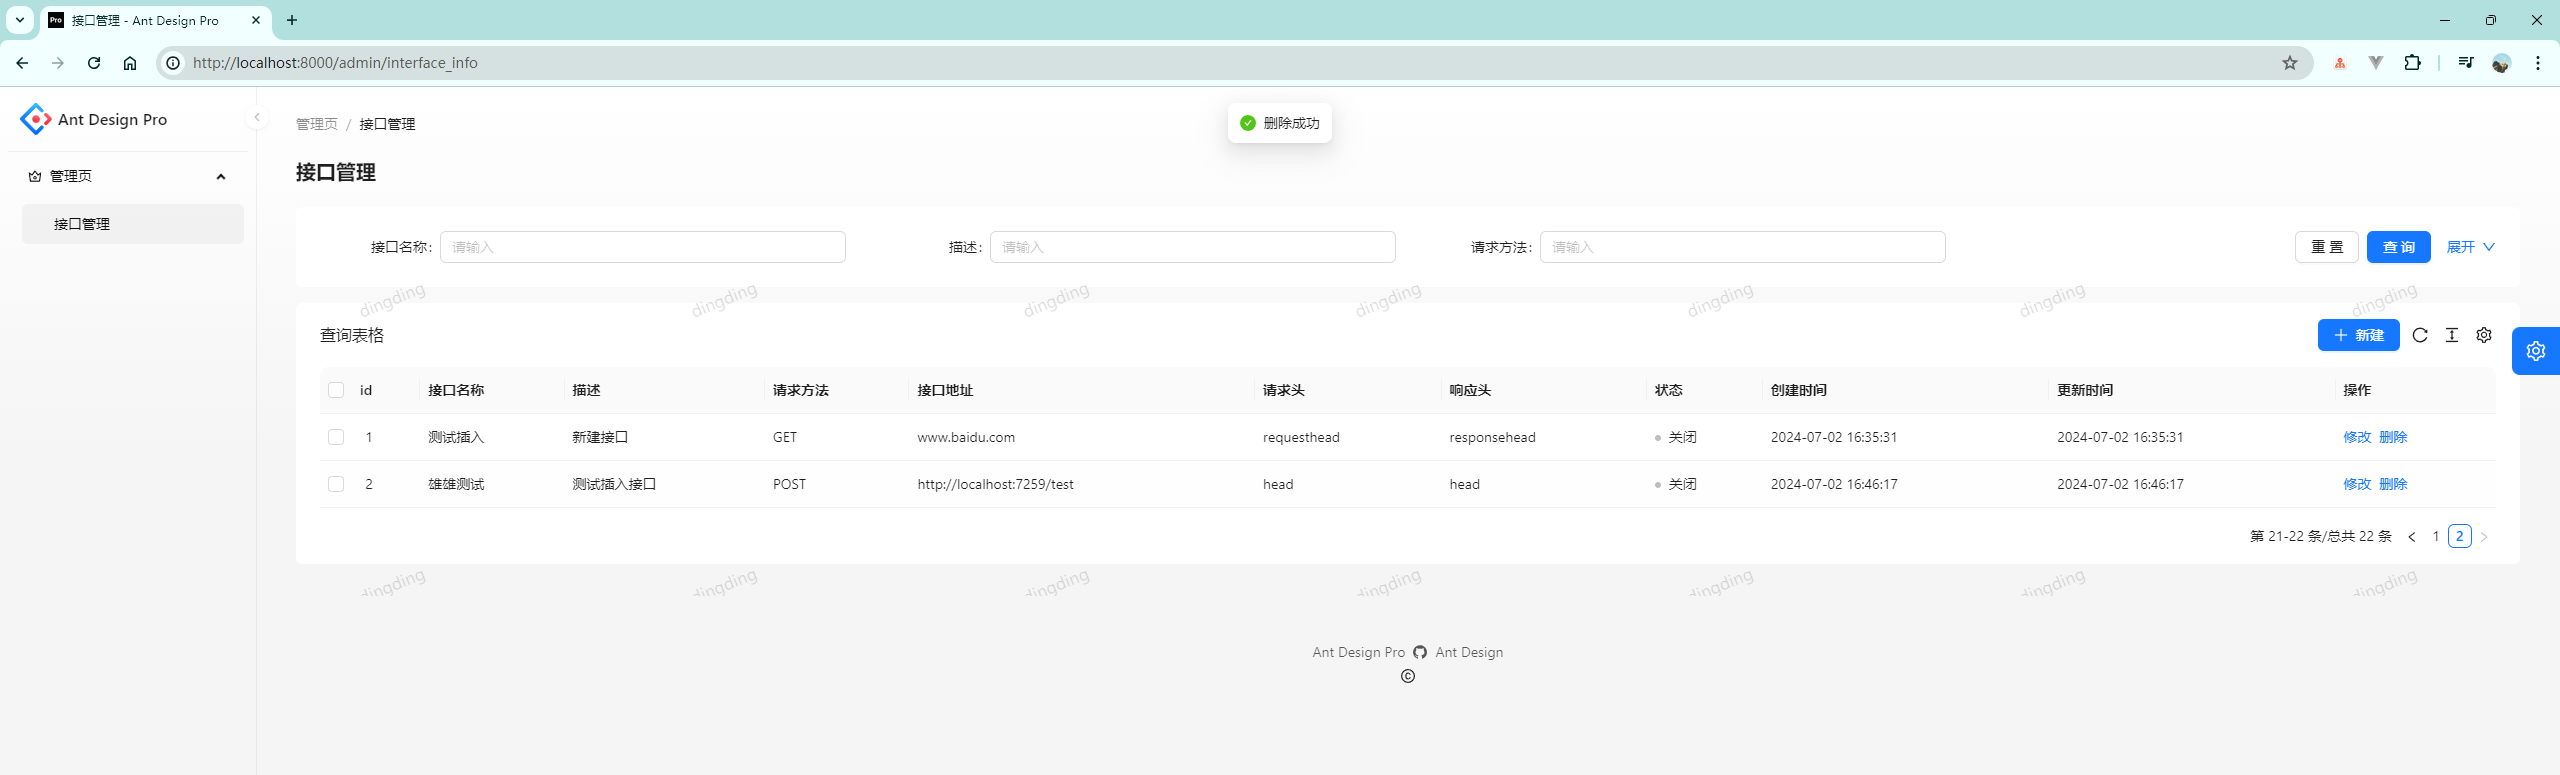 接口管理 - Ant Design Pro
http://localhost:8000/admin/interface_info
Ant Design Pro
管理页
接口管理
管理页 / 接口管理
删除成功
接口管理
接口名称: 请输入 描述: 请输入 请求方法: 请输入 重 置 查 询 展开
dingding dingding dingding dingding dingding dingding dingding
查询表格 新建
id 接口名称 描述 请求方法 接口地址 请求头 响应头 状态 创建时间 更新时间 操作
1 测试插入 新建接口 GET www.baidu.com requesthead responsehead 关闭 2024-07-02 16:35:31 2024-07-02 16:35:31 修改 删除
2 雄雄测试 测试插入接口 POST http://localhost:7259/test head head 关闭 2024-07-02 16:46:17 2024-07-02 16:46:17 修改 删除
第 21-22 条/总共 22 条 < 1 2 >
dingding dingding dingding dingding dingding dingding dingding
Ant Design Pro Ant Design
©